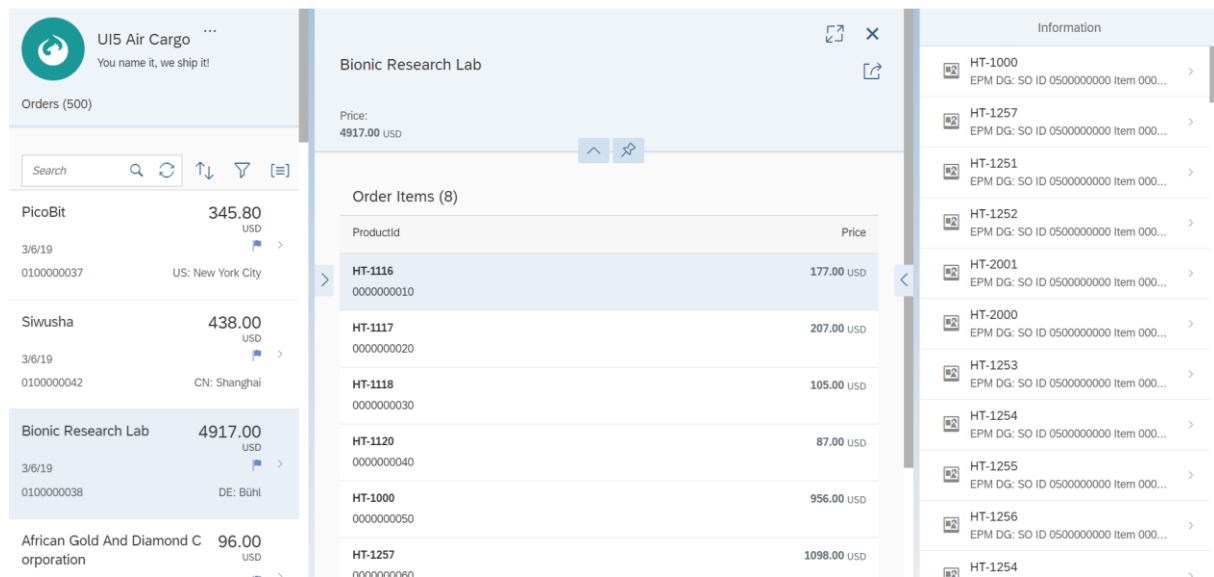 UI5 Air Cargo ...
You name it, we ship it!
Orders (500)
Search
PicoBit 345.80
USD
3/6/19
0100000037 US: New York City
Siwusha 438.00
USD
3/6/19
0100000042 CN: Shanghai
Bionic Research Lab 4917.00
USD
3/6/19
0100000038 DE: Bühl
African Gold And Diamond C 96.00
orporation USD
Bionic Research Lab
Price:
4917.00 USD
Order Items (8)
ProductId Price
HT-1116 177.00 USD
0000000010
HT-1117 207.00 USD
0000000020
HT-1118 105.00 USD
0000000030
HT-1120 87.00 USD
0000000040
HT-1000 956.00 USD
0000000050
HT-1257 1098.00 USD
0000000060
Information
HT-1000
EPM DG: SO ID 0500000000 Item 000...
HT-1257
EPM DG: SO ID 0500000000 Item 000...
HT-1251
EPM DG: SO ID 0500000000 Item 000...
HT-1252
EPM DG: SO ID 0500000000 Item 000...
HT-2001
EPM DG: SO ID 0500000000 Item 000...
HT-2000
EPM DG: SO ID 0500000000 Item 000...
HT-1253
EPM DG: SO ID 0500000000 Item 000...
HT-1254
EPM DG: SO ID 0500000000 Item 000...
HT-1255
EPM DG: SO ID 0500000000 Item 000...
HT-1256
EPM DG: SO ID 0500000000 Item 000...
HT-1254